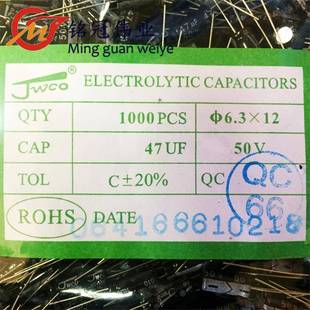 铭冠伟业
Ming guan weiye
Jwco® ELECTROLYTIC CAPACITORS
QTY 1000PCS Φ6.3×12
CAP 47UF 50V
TOL C±20% QC QC
66
ROHS DATE 084166610218